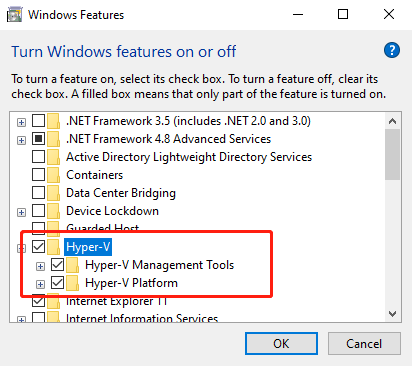 Windows Features
Turn Windows features on or off
To turn a feature on, select its check box. To turn a feature off, clear its
check box. A filled box means that only part of the feature is turned on.
.NET Framework 3.5 (includes .NET 2.0 and 3.0)
.NET Framework 4.8 Advanced Services
Active Directory Lightweight Directory Services
Containers
Data Center Bridging
Device Lockdown
Guarded Host
Hyper-V
Hyper-V Management Tools
Hyper-V Platform
Internet Explorer 11
Internet Information Services
OK Cancel